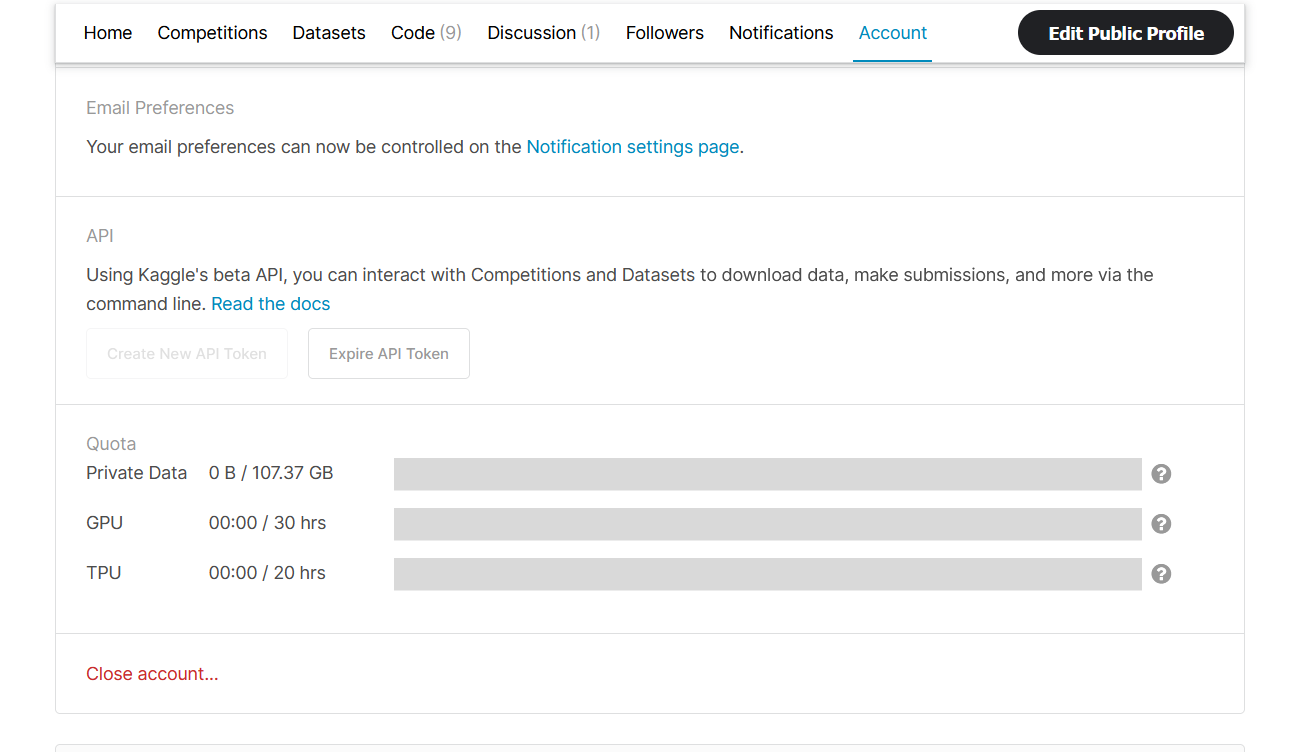 Home Competitions Datasets Code (9) Discussion (1) Followers Notifications Account Edit Public Profile
Email Preferences
Your email preferences can now be controlled on the Notification settings page.
API
Using Kaggle's beta API, you can interact with Competitions and Datasets to download data, make submissions, and more via the
command line. Read the docs
Create New API Token Expire API Token
Quota
Private Data 0 B / 107.37 GB ?
GPU 00:00 / 30 hrs ?
TPU 00:00 / 20 hrs ?
Close account...